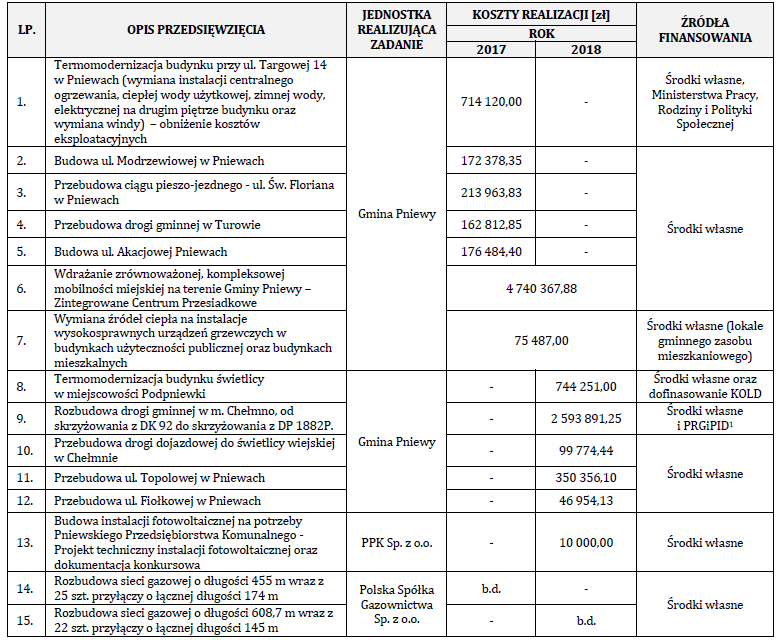 LP.
OPIS PRZEDSIĘWZIĘCIA
JEDNOSTKA
REALIZUJĄCA
ZADANIE
KOSZTY REALIZACJI [zł]
ROK
2017
2018
ŹRÓDŁA
FINANSOWANIA
1.
Termomodernizacja budynku przy ul. Targowej 14
w Pniewach (wymiana instalacji centralnego
ogrzewania, ciepłej wody użytkowej, zimnej wody,
elektrycznej na drugim piętrze budynku oraz
wymiana windy) – obniżenie kosztów
eksploatacyjnych
Gmina Pniewy
714 120,00
-
Środki własne,
Ministerstwa Pracy,
Rodziny i Polityki
Społecznej
2.
Budowa ul. Modrzewiowej w Pniewach
172 378,35
-
Środki własne
3.
Przebudowa ciągu pieszo-jezdnego - ul. Św. Floriana
w Pniewach
213 963,83
-
4.
Przebudowa drogi gminnej w Turowie
162 812,85
-
5.
Budowa ul. Akacjowej Pniewach
176 484,40
-
6.
Wdrażanie zrównoważonej, kompleksowej
mobilności miejskiej na terenie Gminy Pniewy –
Zintegrowane Centrum Przesiadkowe
4 740 367,88
7.
Wymiana źródeł ciepła na instalacje
wysokosprawnych urządzeń grzewczych w
budynkach użyteczności publicznej oraz budynkach
mieszkalnych
75 487,00
Środki własne (lokale
gminnego zasobu
mieszkaniowego)
8.
Termomodernizacja budynku świetlicy
w miejscowości Podpniewki
Gmina Pniewy
-
744 251,00
Środki własne oraz
dofinasowanie KOLD
9.
Rozbudowa drogi gminnej w m. Chełmno, od
skrzyżowania z DK 92 do skrzyżowania z DP 1882P.
-
2 593 891,25
Środki własne
i PRGiPID¹
10.
Przebudowa drogi dojazdowej do świetlicy wiejskiej
w Chełmnie
-
99 774,44
Środki własne
11.
Przebudowa ul. Topolowej w Pniewach
-
350 356,10
12.
Przebudowa ul. Fiołkowej w Pniewach
-
46 954,13
13.
Budowa instalacji fotowoltaicznej na potrzeby
Pniewskiego Przedsiębiorstwa Komunalnego -
Projekt techniczny instalacji fotowoltaicznej oraz
dokumentacja konkursowa
PPK Sp. z o.o.
-
10 000,00
Środki własne
14.
Rozbudowa sieci gazowej o długości 455 m wraz z
25 szt. przyłączy o łącznej długości 174 m
Polska Spółka
Gazownictwa
Sp. z o.o.
b.d.
-
Środki własne
15.
Rozbudowa sieci gazowej o długości 608,7 m wraz z
22 szt. przyłączy o łącznej długości 145 m
-
b.d.